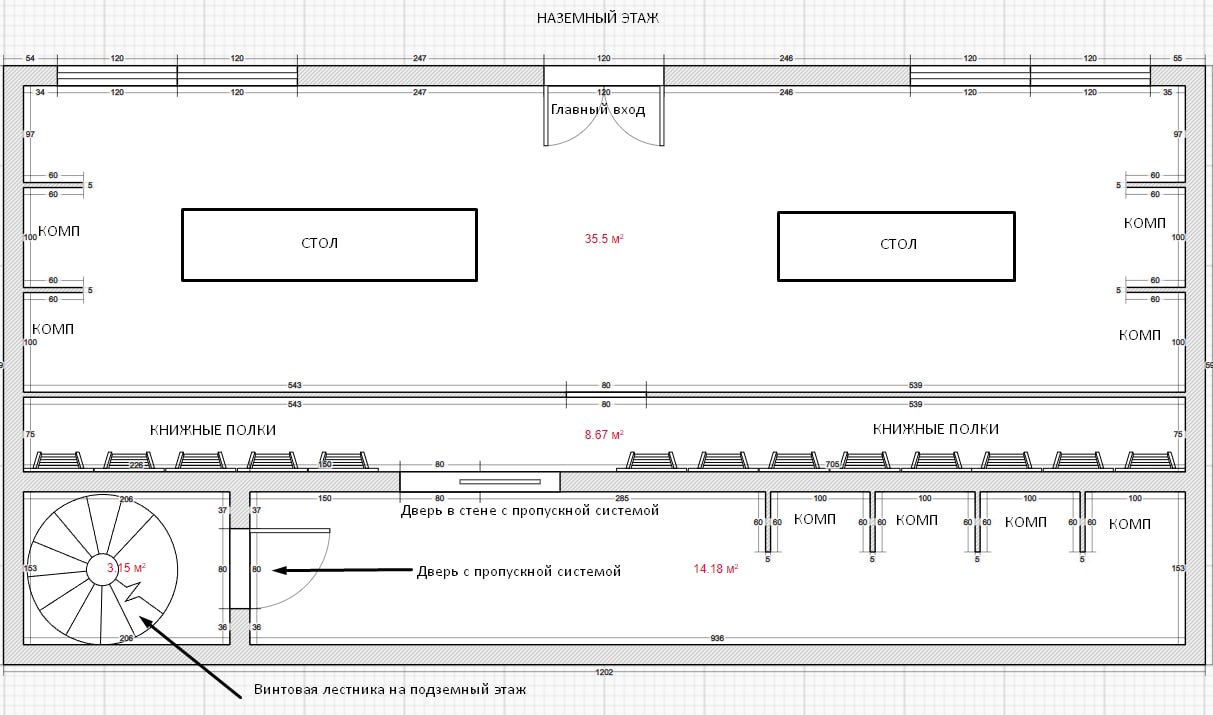 НАЗЕМНЫЙ ЭТАЖ
54 120 120 247 120 246 120 120 55
34 120 120 247 120 246 120 120 35
Главный вход
97 97
60 60
5 5
60 60
КОМП КОМП
100 СТОЛ 35.5 м² СТОЛ 100
60 60
5 5
60 60
КОМП КОМП
100 100
543 80 539
543 80 539
75 КНИЖНЫЕ ПОЛКИ 8.67 м² КНИЖНЫЕ ПОЛКИ 75
226 150 80 705
206 150 80 285 100 100 100 100
37 37 Дверь в стене с пропускной системой
60 60 КОМП 60 60 КОМП 60 60 КОМП 60 60 КОМП
5 5 5 5
153 3.15 м² 80 80 Дверь с пропускной системой 14.18 м² 153
36 36
206 936
1202
Винтовая лестника на подземный этаж